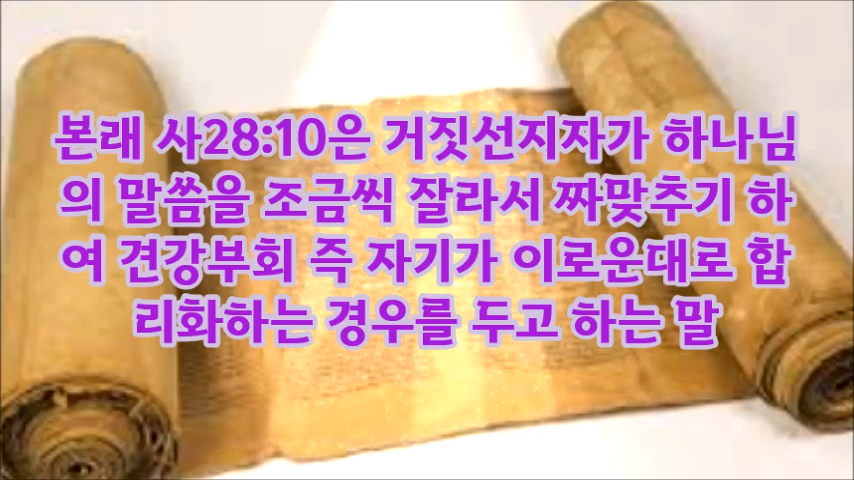 본래 사28:10은 거짓선지자가 하나님
의 말씀을 조금씩 잘라서 짜맞추기 하
여 견강부회 즉 자기가 이로운대로 합
리화하는 경우를 두고 하는 말